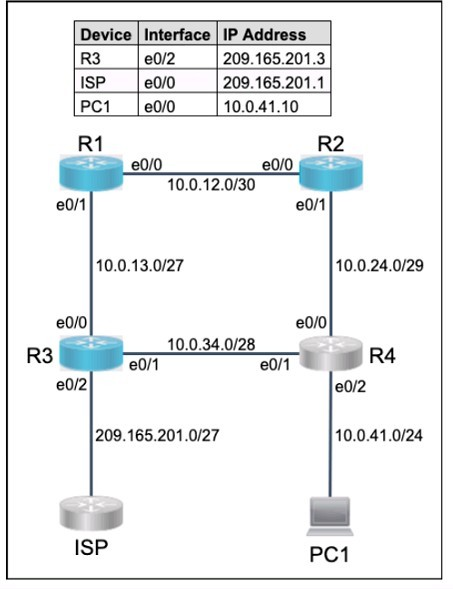 Device Interface IP Address
R3 e0/2 209.165.201.3
ISP e0/0 209.165.201.1
PC1 e0/0 10.0.41.10
R1 R2
e0/0 e0/0
10.0.12.0/30
e0/1 e0/1
10.0.13.0/27 10.0.24.0/29
e0/0 e0/0
10.0.34.0/28
R3 R4
e0/1 e0/1
e0/2 e0/2
209.165.201.0/27 10.0.41.0/24
ISP PC1